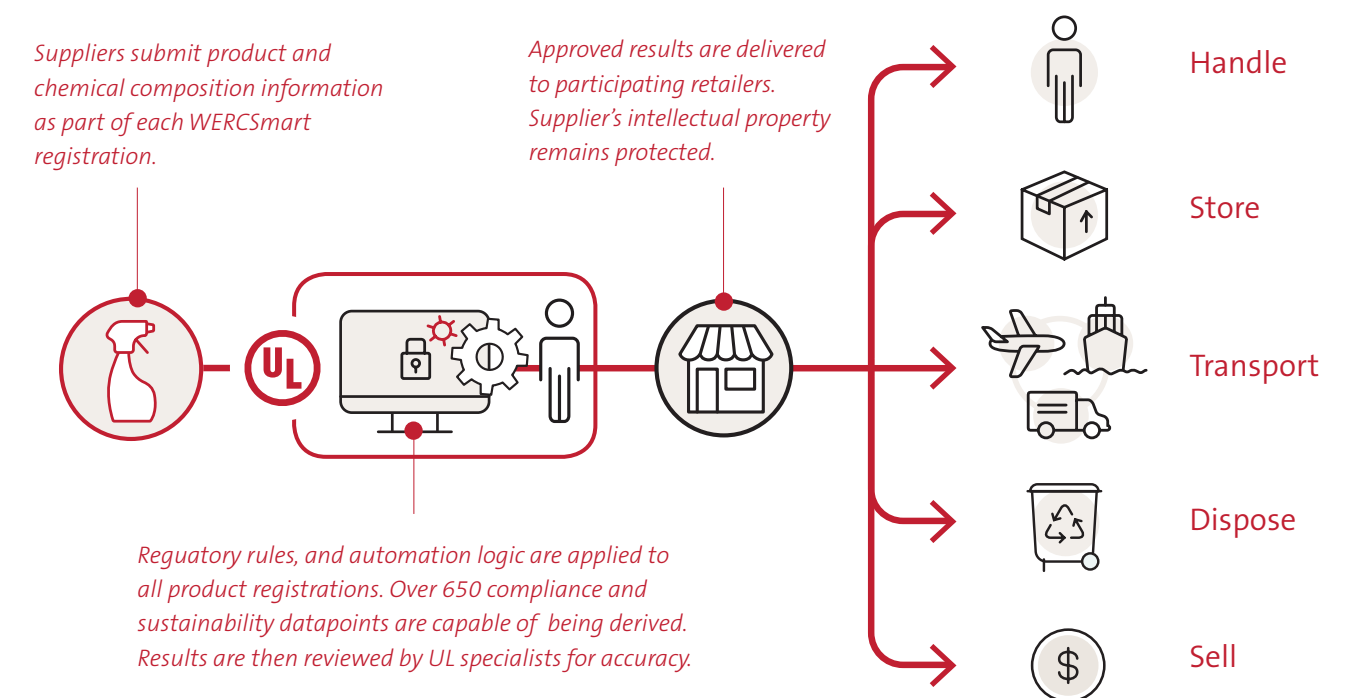 Suppliers submit product and
chemical composition information
as part of each WERCSmart
registration.
Approved results are delivered
to participating retailers.
Supplier's intellectual property
remains protected.
UL
Reguatory rules, and automation logic are applied to
all product registrations. Over 650 compliance and
sustainability datapoints are capable of being derived.
Results are then reviewed by UL specialists for accuracy.
Handle
Store
Transport
Dispose
$
Sell